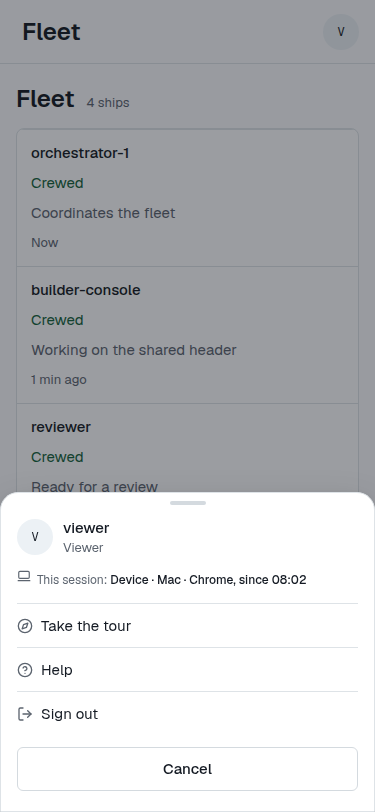 Fleet
V
Fleet 4 ships
orchestrator-1
Crewed
Coordinates the fleet
Now
builder-console
Crewed
Working on the shared header
1 min ago
reviewer
Crewed
Ready for a review
V
viewer
Viewer
This session: Device · Mac · Chrome, since 08:02
Take the tour
Help
Sign out
Cancel